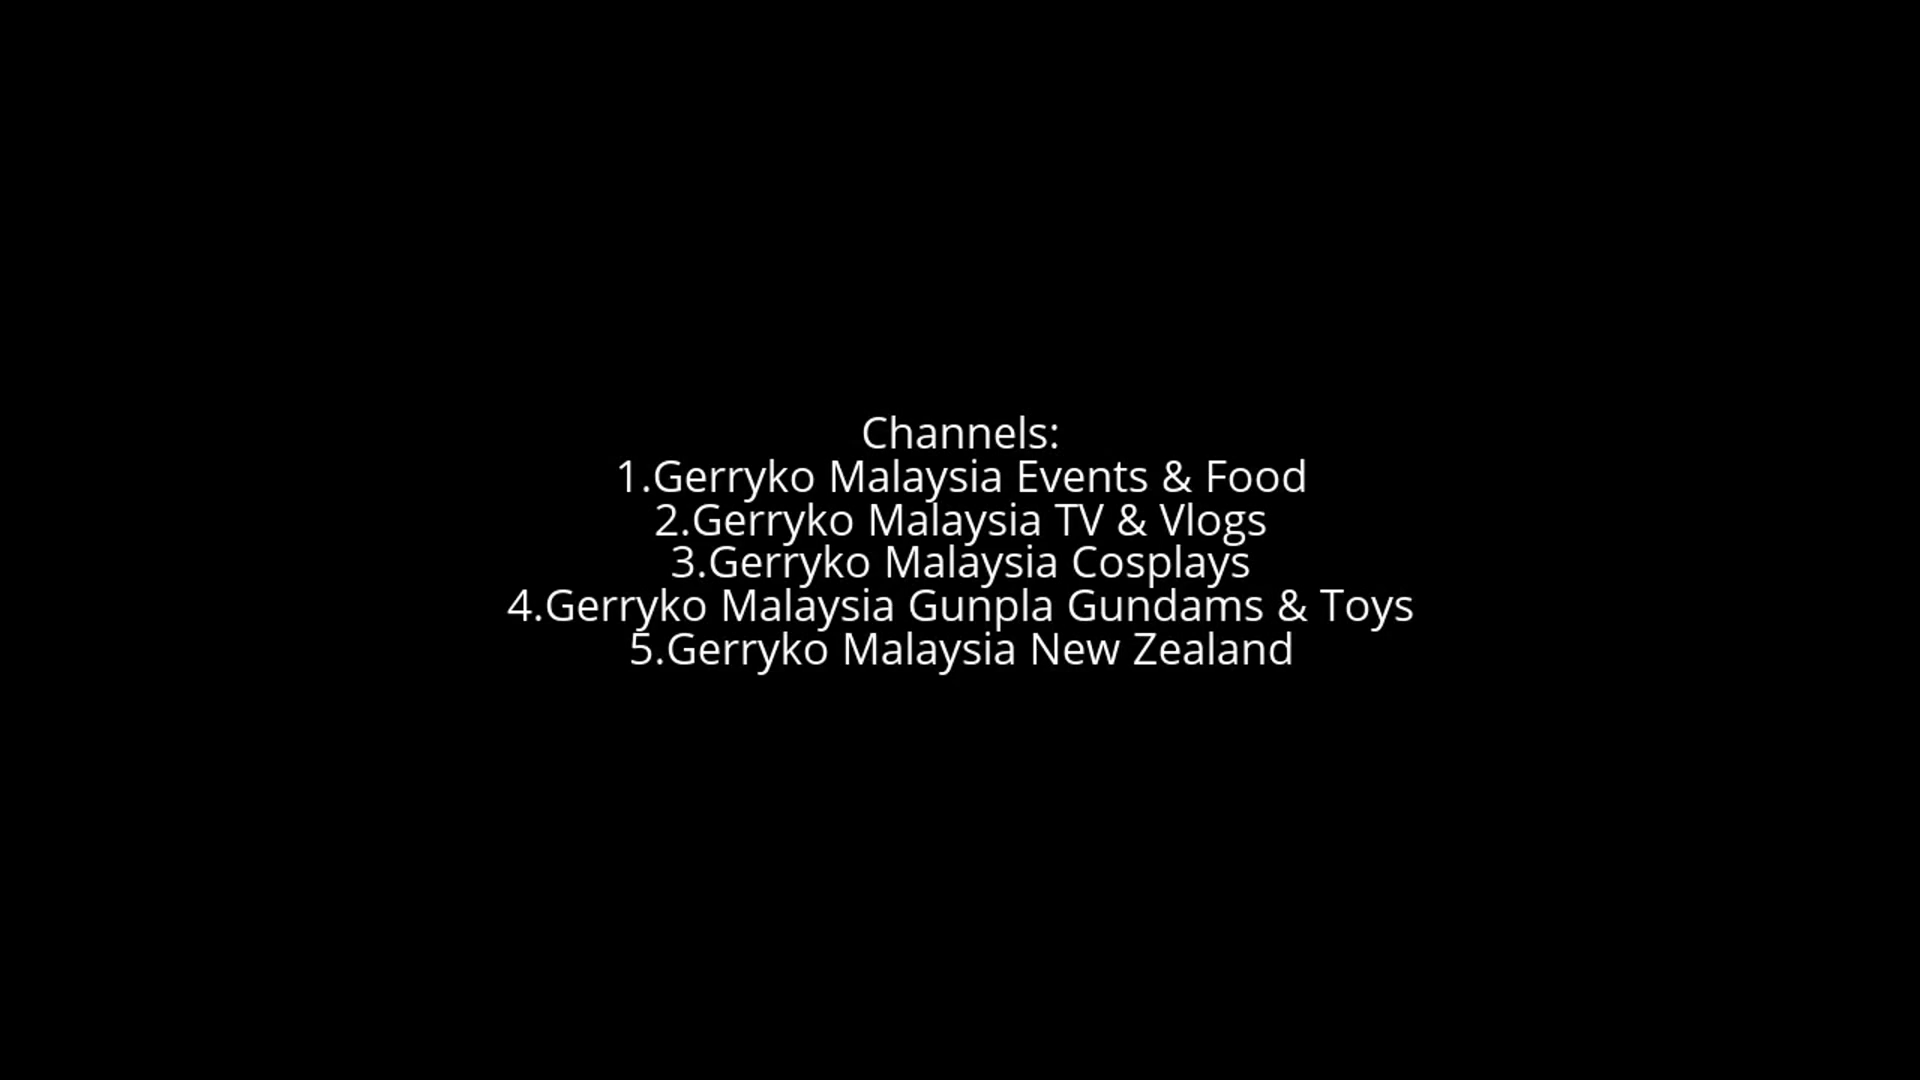 Channels:
1.Gerryko Malaysia Events & Food
2.Gerryko Malaysia TV & Vlogs
3.Gerryko Malaysia Cosplays
4.Gerryko Malaysia Gunpla Gundams & Toys
5.Gerryko Malaysia New Zealand